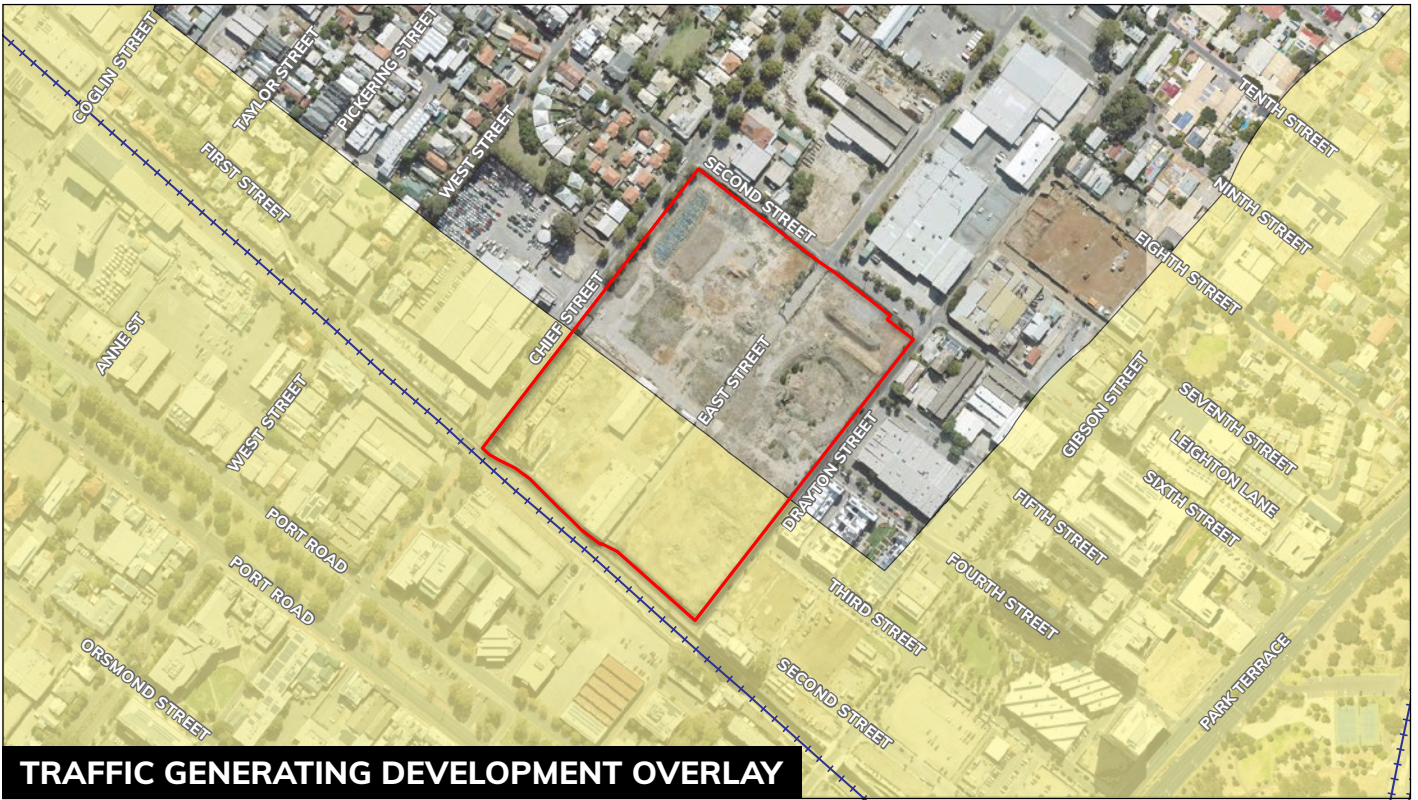 COGLIN STREET
TAYLOR STREET
PICKERING STREET
FIRST STREET
WEST STREET
SECOND STREET
TENTH STREET
NINTH STREET
EIGHTH STREET
CHIEF STREET
ANNE ST
WEST STREET
EAST STREET
DRAYTON STREET
GIBSON STREET
SEVENTH STREET
LEIGHTON LANE
SIXTH STREET
FIFTH STREET
PORT ROAD
PORT ROAD
FOURTH STREET
THIRD STREET
ORSMOND STREET
SECOND STREET
PARK TERRACE
TRAFFIC GENERATING DEVELOPMENT OVERLAY